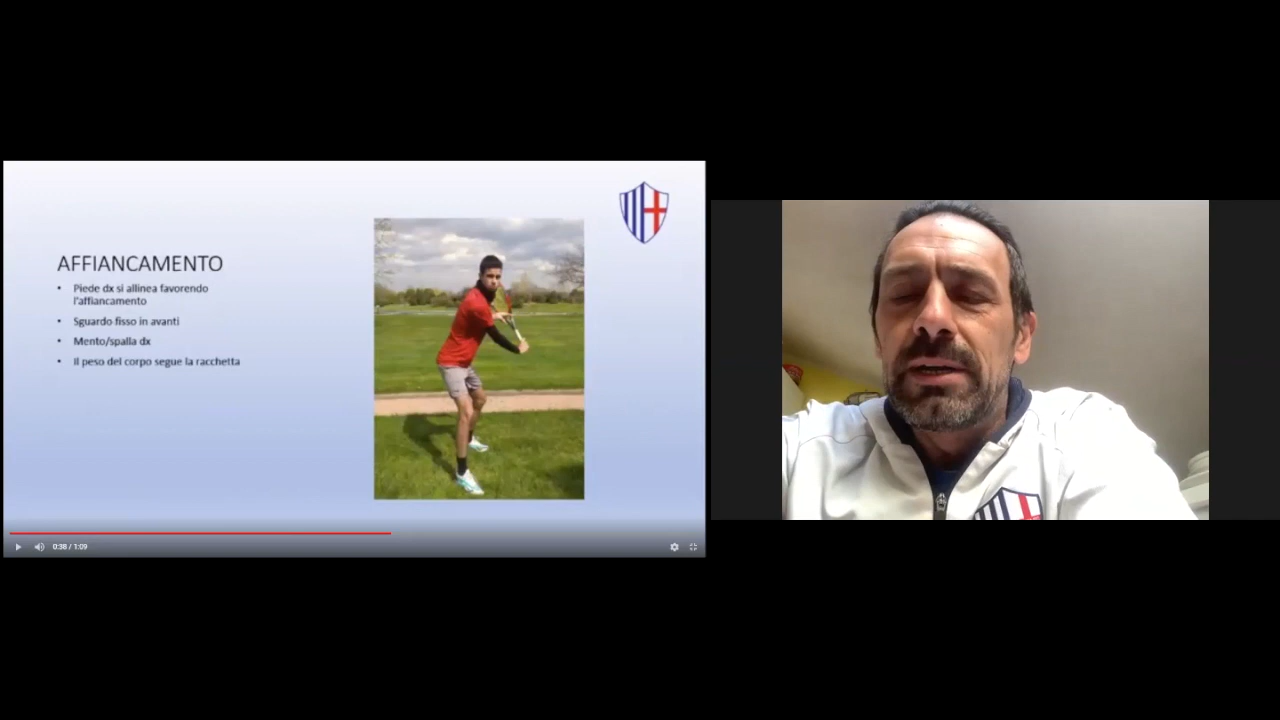 AFFIANCAMENTO
• Piede dx si allinea favorendo
l'affiancamento
• Sguardo fisso in avanti
• Mento/spalla dx
• Il peso del corpo segue la racchetta
0:38 / 1:09